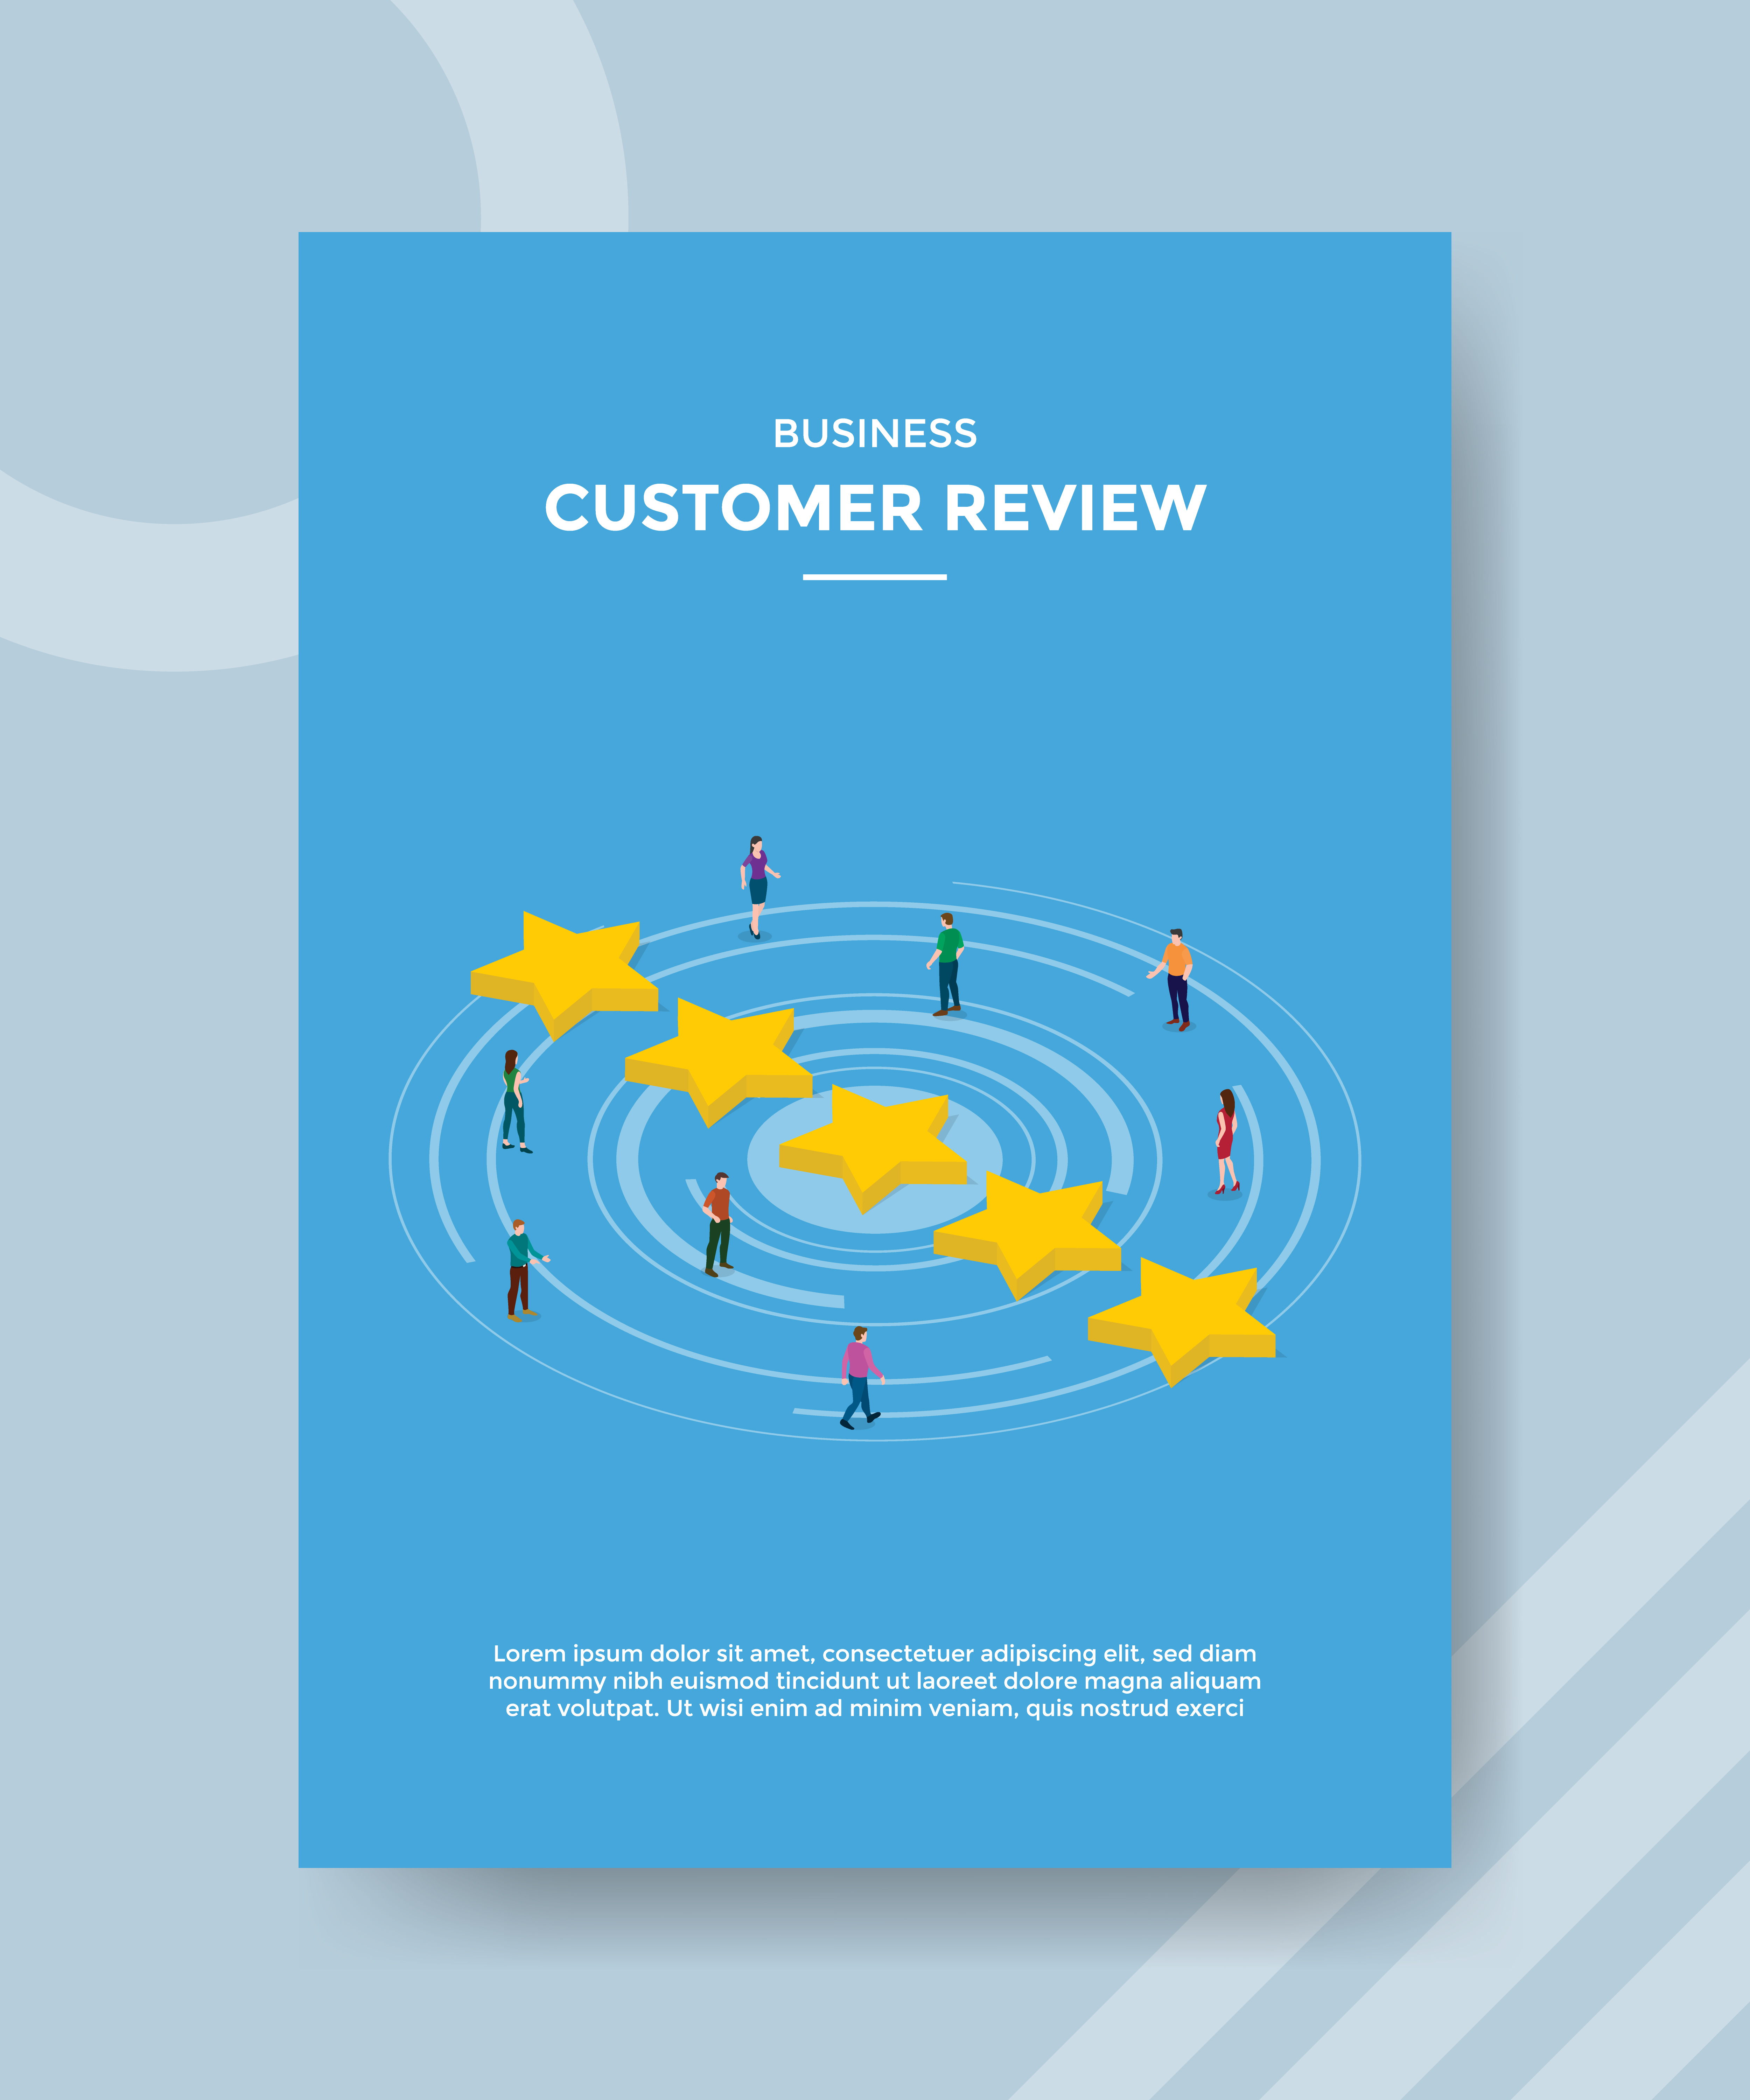 BUSINESS
CUSTOMER REVIEW
Lorem ipsum dolor sit amet, consectetuer adipiscing elit, sed diam
nonummy nibh euismod tincidunt ut laoreet dolore magna aliquam
erat volutpat. Ut wisi enim ad minim veniam, quis nostrud exerci